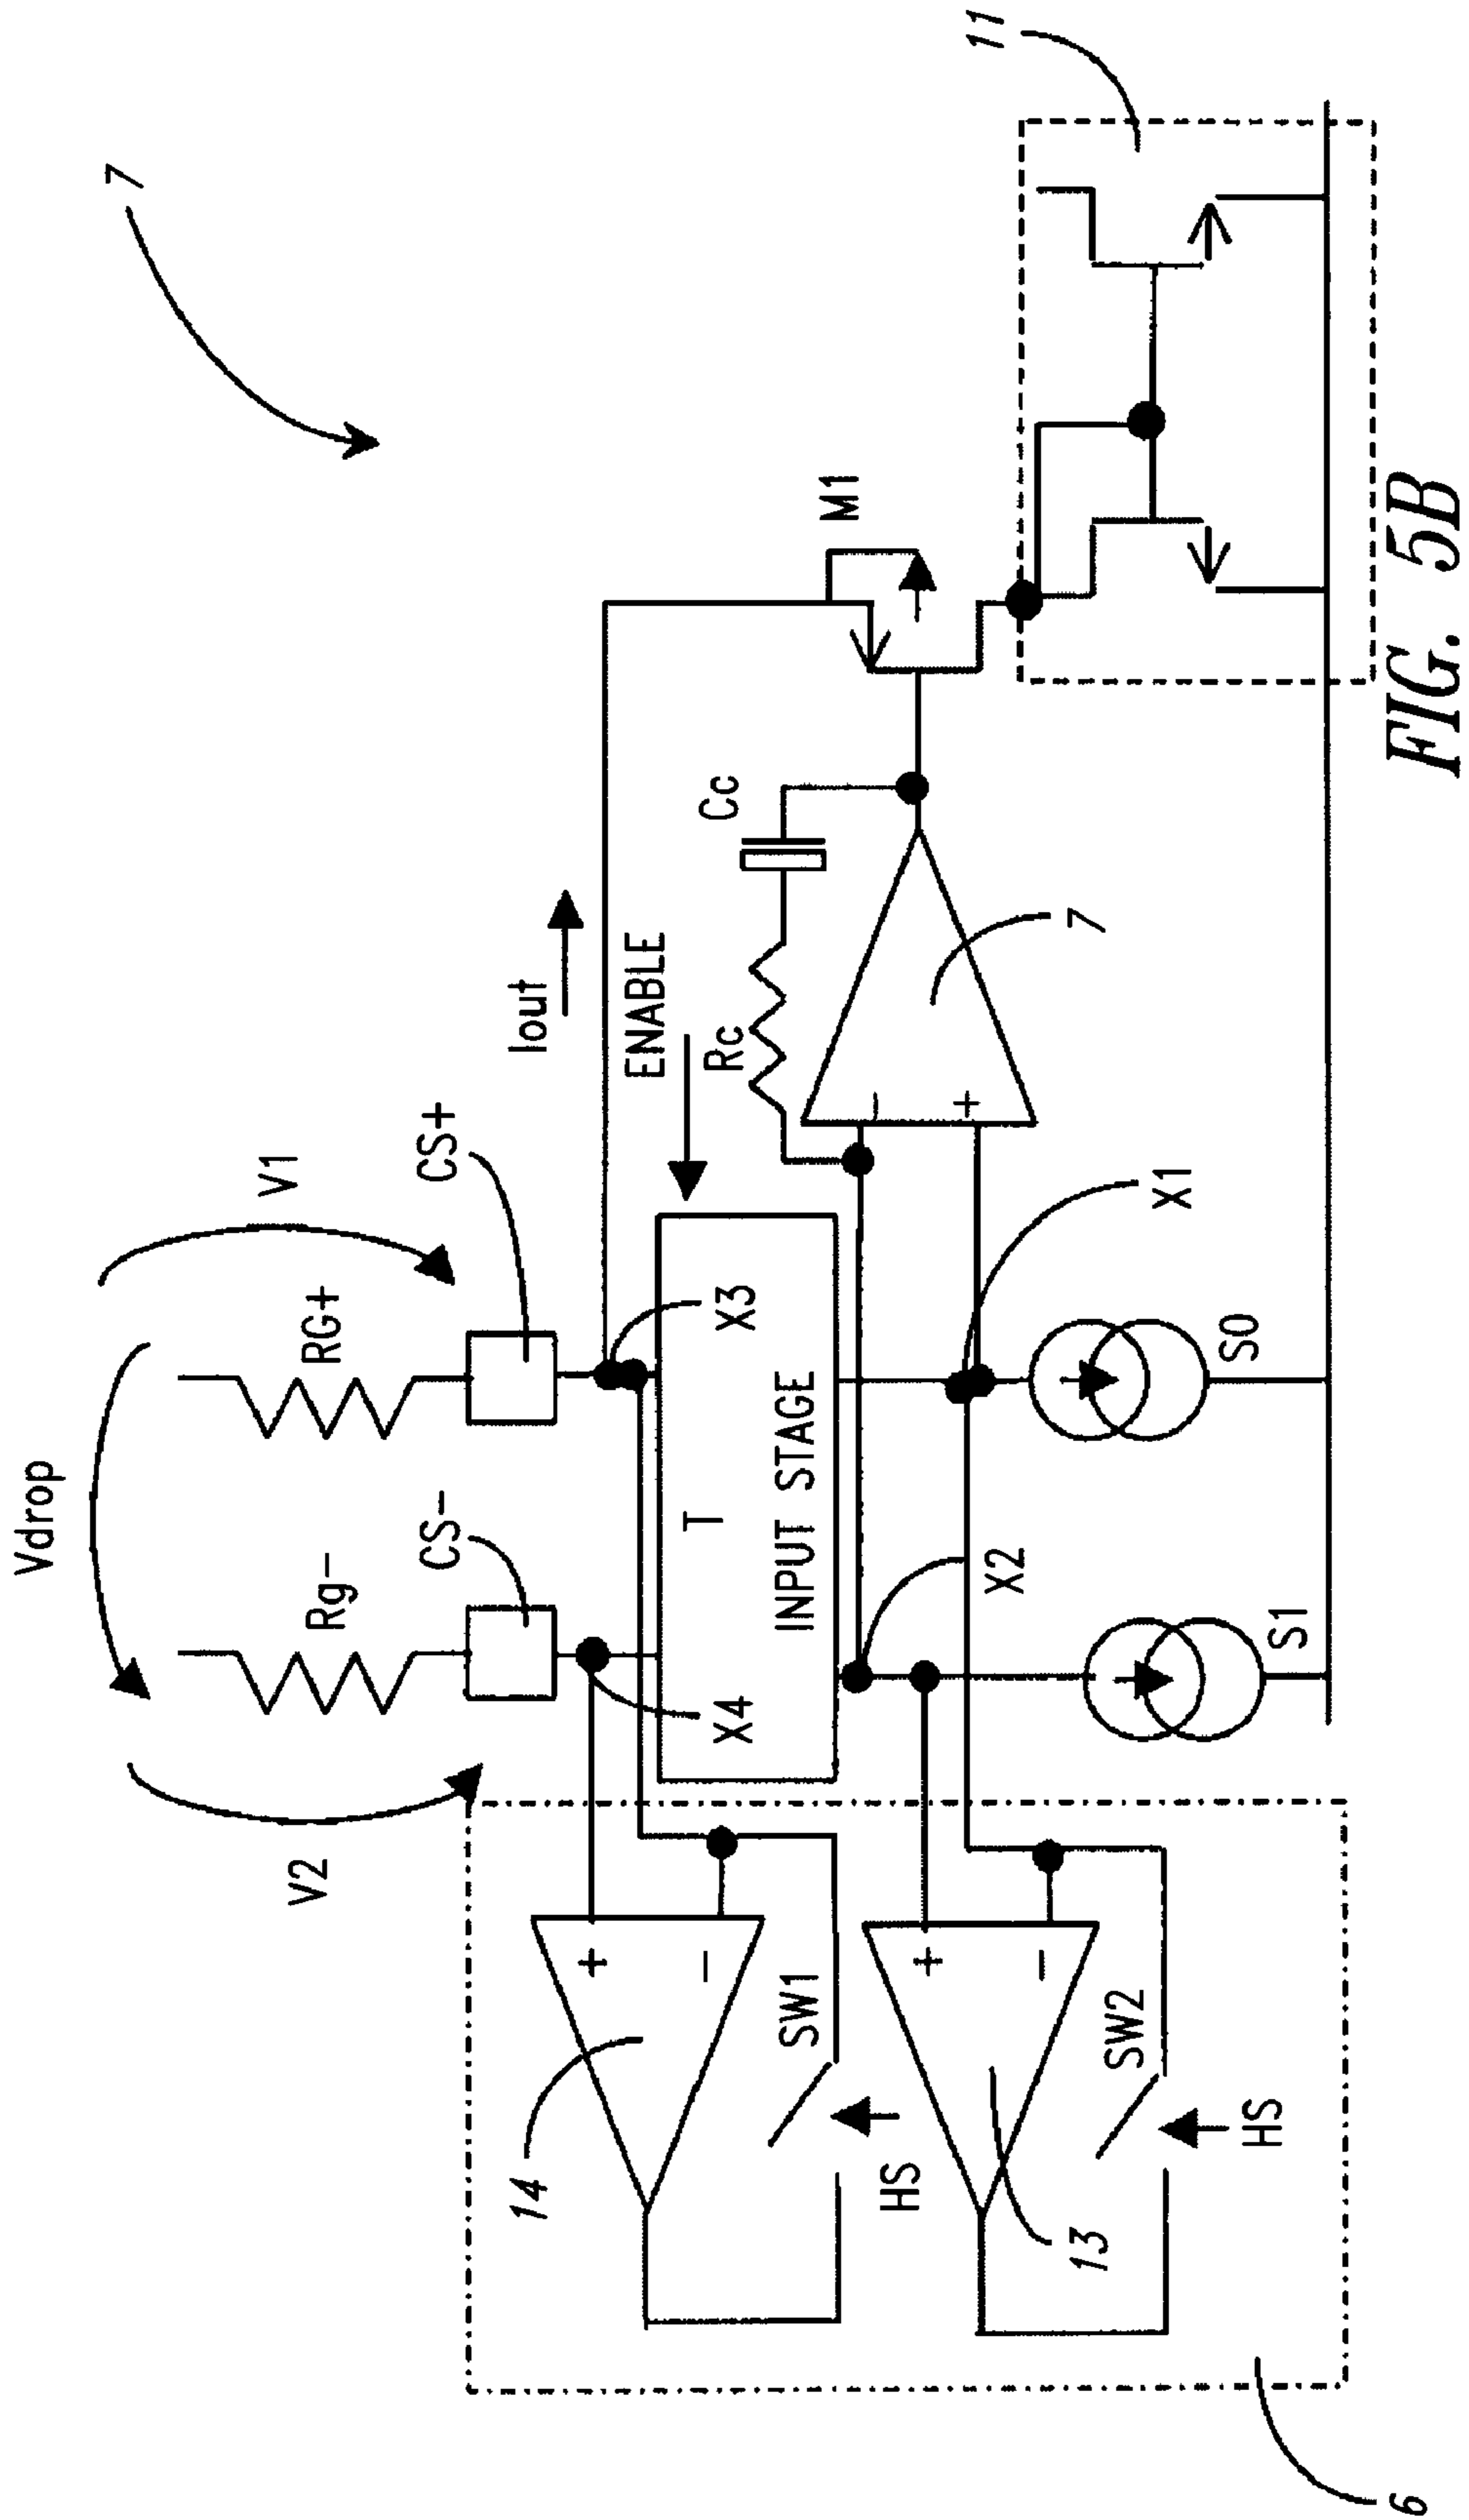 7
11
Vdrop
V2
Rg-
RG+
V1
CS-
CS+
Iout
ENABLE
M1
14
X4
T
X3
INPUT STAGE
Rc
Cc
SW1
HS
7
X2
X1
13
SW2
HS
S1
S0
6
FIG. 5B
+
-
+
-
-
+